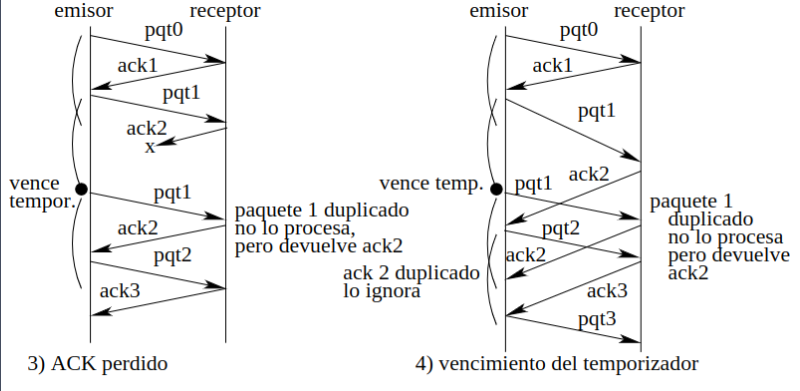 emisor
receptor
pqt0
ack1
pqt1
ack2
x
vence
tempor.
pqt1
paquete 1 duplicado
no lo procesa,
pero devuelve ack2
ack2
pqt2
ack3
3) ACK perdido
emisor
receptor
pqt0
ack1
pqt1
ack2
vence temp.
pqt1
paquete 1
duplicado
no lo procesa
pero devuelve
ack2
pqt2
ack2
ack 2 duplicado
lo ignora
ack3
pqt3
4) vencimiento del temporizador